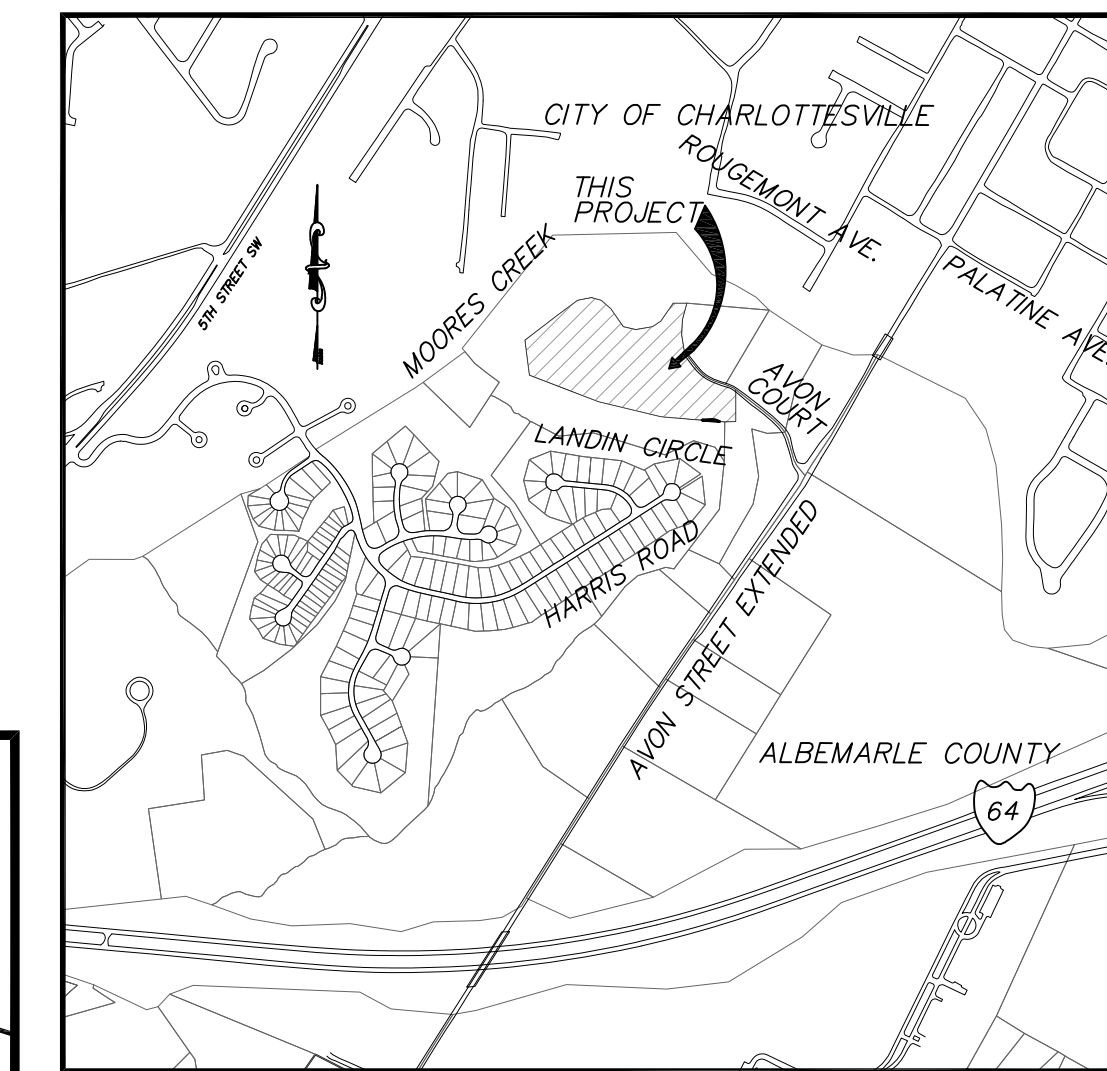 CITY OF CHARLOTTESVILLE
ROUGEMONT AVE.
THIS
PROJECT
MOORES CREEK
5TH STREET SW
PALATINE AVE.
AVON
COURT
LANDIN CIRCLE
HARRIS ROAD
AVON STREET EXTENDED
ALBEMARLE COUNTY
64